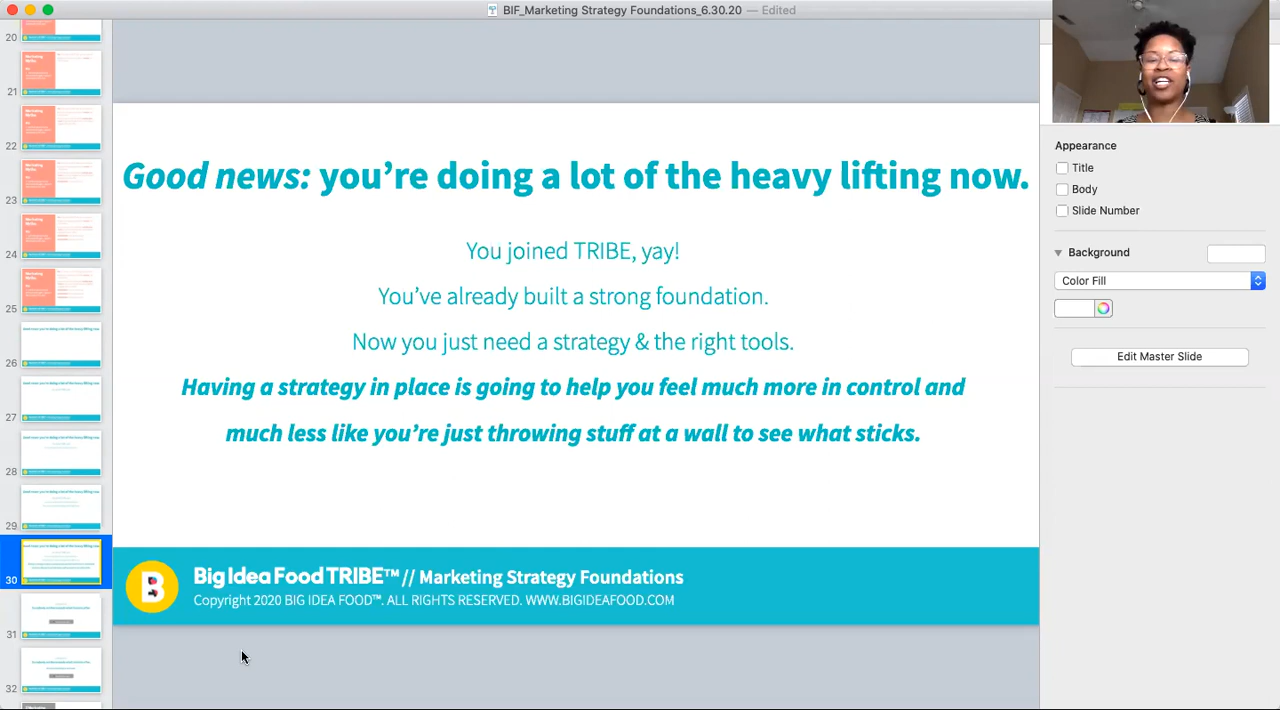 BIF_Marketing Strategy Foundations_6.30.20 — Edited
20
21
22
23
24
25
26
27
28
29
30
31
32
Good news: you're doing a lot of the heavy lifting now.
You joined TRIBE, yay!
You've already built a strong foundation.
Now you just need a strategy & the right tools.
Having a strategy in place is going to help you feel much more in control and
much less like you're just throwing stuff at a wall to see what sticks.
B
Big Idea Food TRIBE™ // Marketing Strategy Foundations
Copyright 2020 BIG IDEA FOOD™. ALL RIGHTS RESERVED. WWW.BIGIDEAFOOD.COM
Appearance
Title
Body
Slide Number
Background
Color Fill
Edit Master Slide